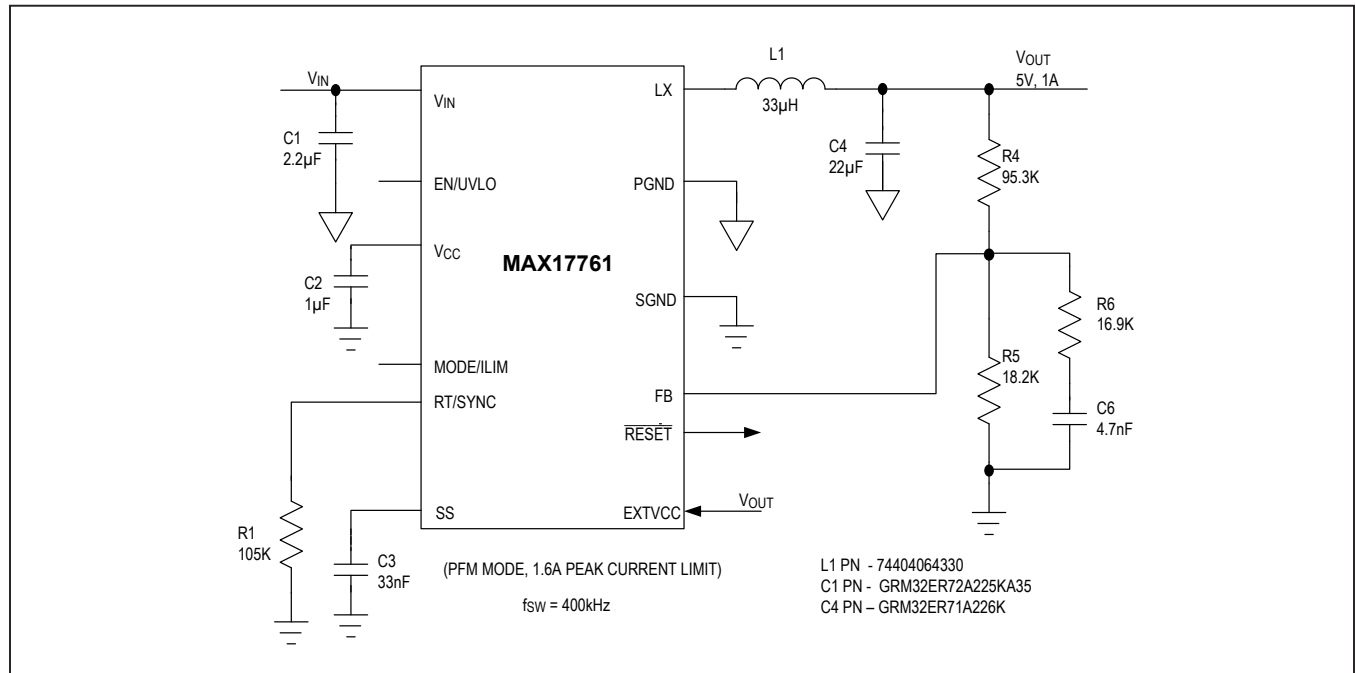 VIN
VIN
C1
2.2µF
EN/UVLO
VCC
C2
1µF
MODE/ILIM
RT/SYNC
R1
105K
SS
C3
33nF
MAX17761
LX
PGND
SGND
FB
RESET
EXTVCC
VOUT
L1
33µH
C4
22µF
VOUT
5V, 1A
R4
95.3K
R6
16.9K
R5
18.2K
C6
4.7nF
(PFM MODE, 1.6A PEAK CURRENT LIMIT)
fSW = 400kHz
L1 PN - 74404064330
C1 PN - GRM32ER72A225KA35
C4 PN – GRM32ER71A226K